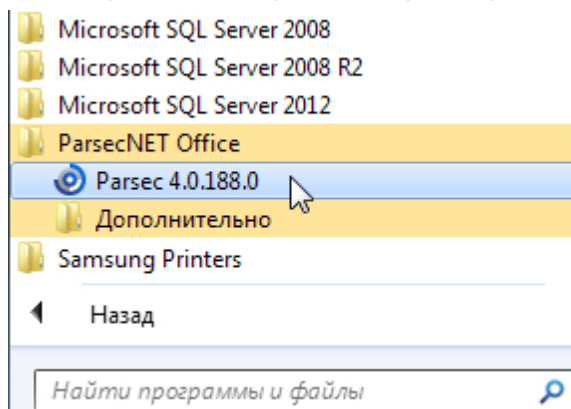 Microsoft SQL Server 2008
Microsoft SQL Server 2008 R2
Microsoft SQL Server 2012
ParsecNET Office
Parsec 4.0.188.0
Дополнительно
Samsung Printers
Назад
Найти программы и файлы